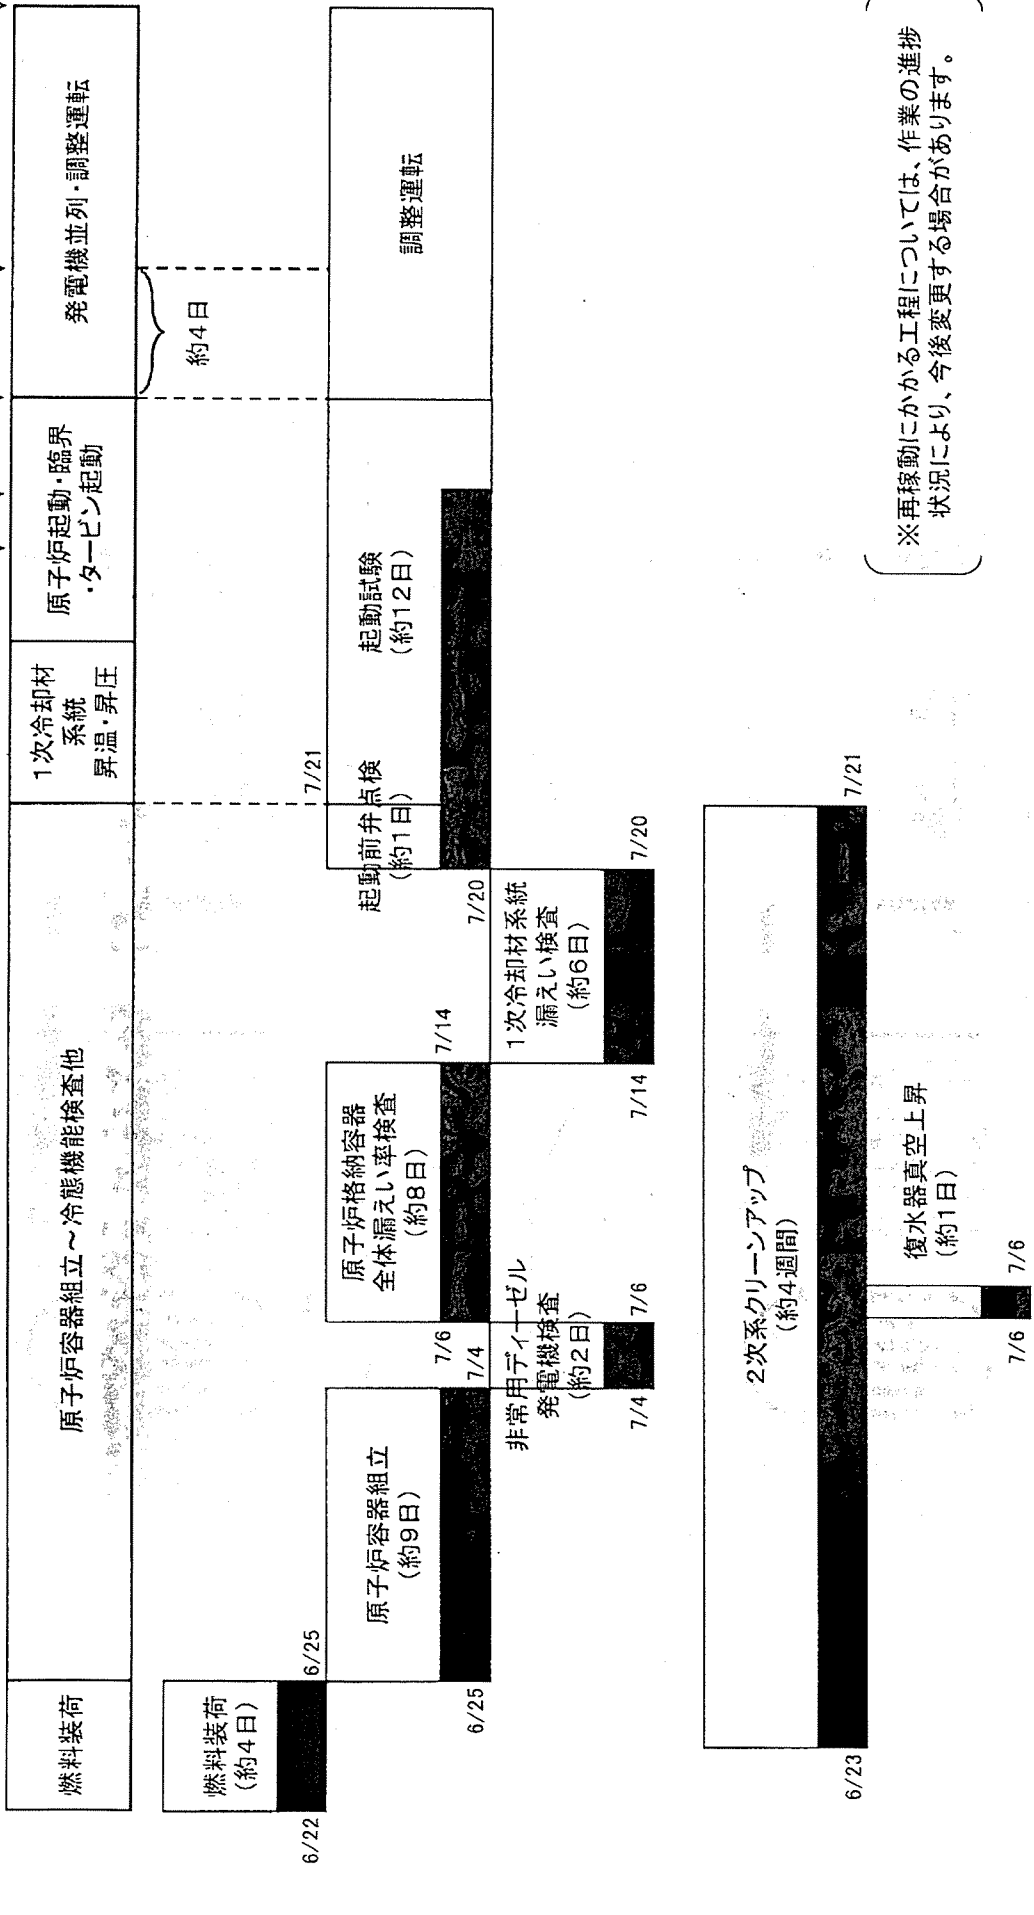 燃料装荷
原子炉容器組立～冷態機能検査他
1次冷却材
系統
昇温・昇圧
原子炉起動・臨界
・タービン起動
発電機並列・調整運転
約4日
燃料装荷
(約4日)
6/22
6/25
原子炉容器組立
(約9日)
6/25
7/4
原子炉格納容器
全体漏えい率検査
(約8日)
7/6
7/14
起動前弁点検
(約1日)
7/20
7/21
起動試験
(約12日)
調整運転
非常用ディーゼル
発電機検査
(約2日)
7/4
7/6
1次冷却材系統
漏えい検査
(約6日)
7/14
7/20
2次系クリーンアップ
(約4週間)
6/23
7/21
復水器真空上昇
(約1日)
7/6
7/6
※再稼動にかかる工程については、作業の進捗
状況により、今後変更する場合があります。